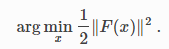 arg min_x 1/2 ‖F(x)‖² .